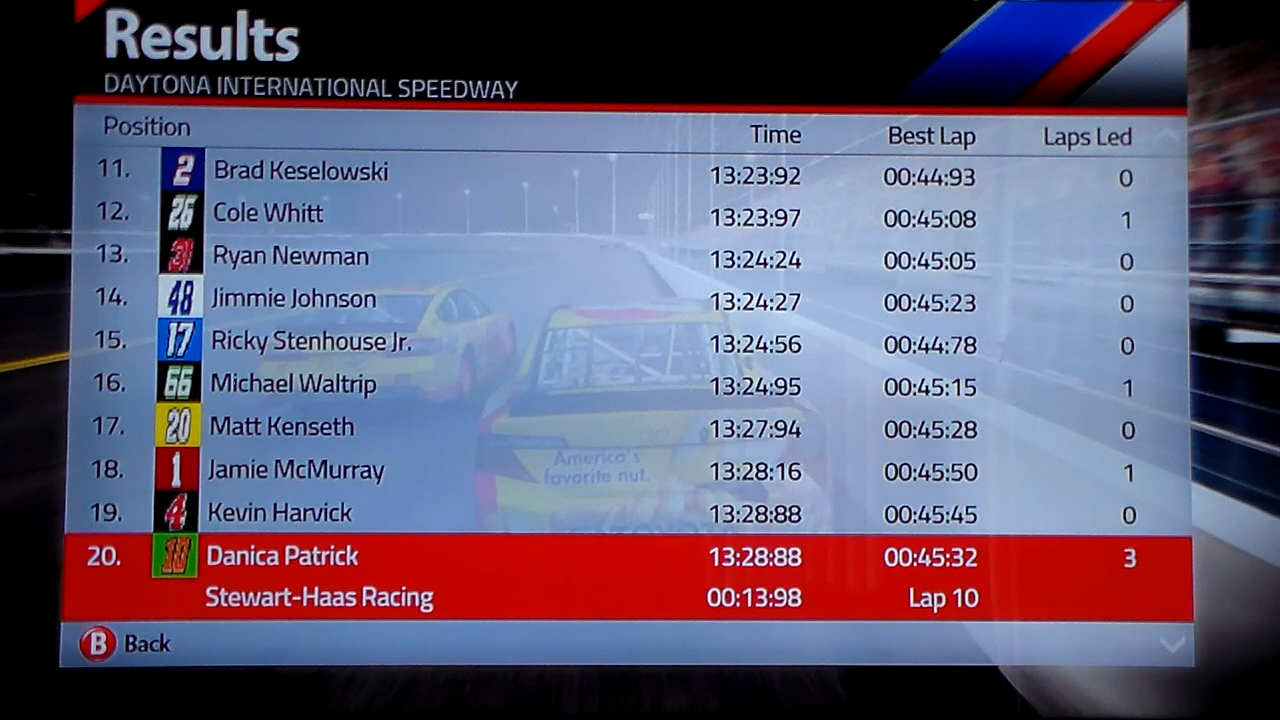 Results
DAYTONA INTERNATIONAL SPEEDWAY
Position Time Best Lap Laps Led
11. 2 Brad Keselowski 13:23:92 00:44:93 0
12. 26 Cole Whitt 13:23:97 00:45:08 1
13. 31 Ryan Newman 13:24:24 00:45:05 0
14. 48 Jimmie Johnson 13:24:27 00:45:23 0
15. 17 Ricky Stenhouse Jr. 13:24:56 00:44:78 0
16. 66 Michael Waltrip 13:24:95 00:45:15 1
17. 20 Matt Kenseth 13:27:94 00:45:28 0
18. 1 Jamie McMurray 13:28:16 00:45:50 1
America's
favorite nut.
19. 4 Kevin Harvick 13:28:88 00:45:45 0
20. 10 Danica Patrick 13:28:88 00:45:32 3
Stewart-Haas Racing 00:13:98 Lap 10
B Back